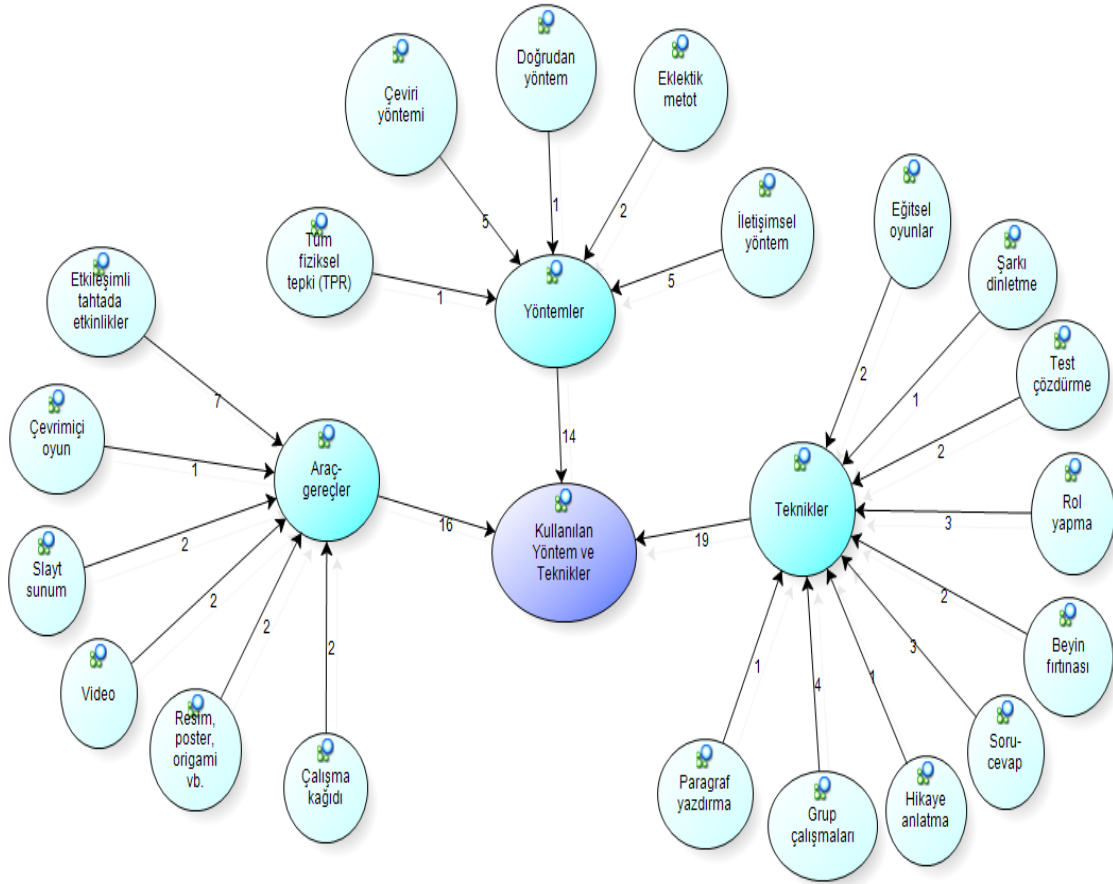 Doğrudan
yöntem
Eklektik
metot
Çeviri
yöntemi
Eğitsel
oyunlar
İletişimsel
yöntem
Tüm
fiziksel
tepki (TPR)
Şarkı
dinletme
Etkileşimli
tahtada
etkinlikler
5
1
2
5
1
Yöntemler
Test
çözdürme
2
1
2
7
Çevrimiçi
oyun
1
Araç-
gereçler
14
Teknikler
Rol
yapma
3
16
Kullanılan
Yöntem ve
Teknikler
19
Slayt
sunum
2
2
2
2
2
3
1
4
1
Beyin
fırtınası
Video
Resim,
poster,
origami
vb.
Çalışma
kağıdı
Soru-
cevap
Paragraf
yazdırma
Grup
çalışmaları
Hikaye
anlatma